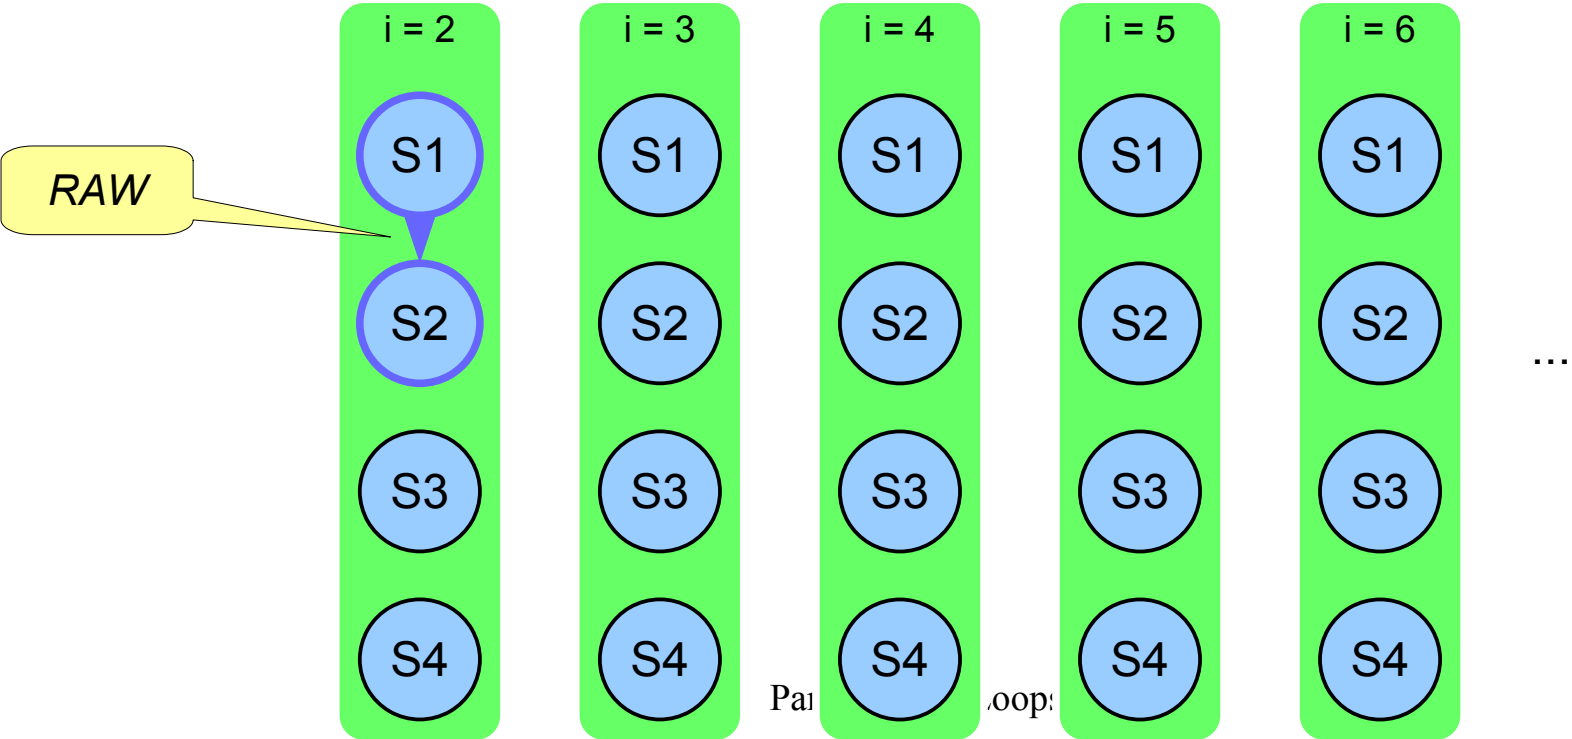 i = 2 i = 3 i = 4 i = 5 i = 6
S1 S1 S1 S1 S1
RAW
S2 S2 S2 S2 S2
...
S3 S3 S3 S3 S3
S4 S4 S4 S4 S4